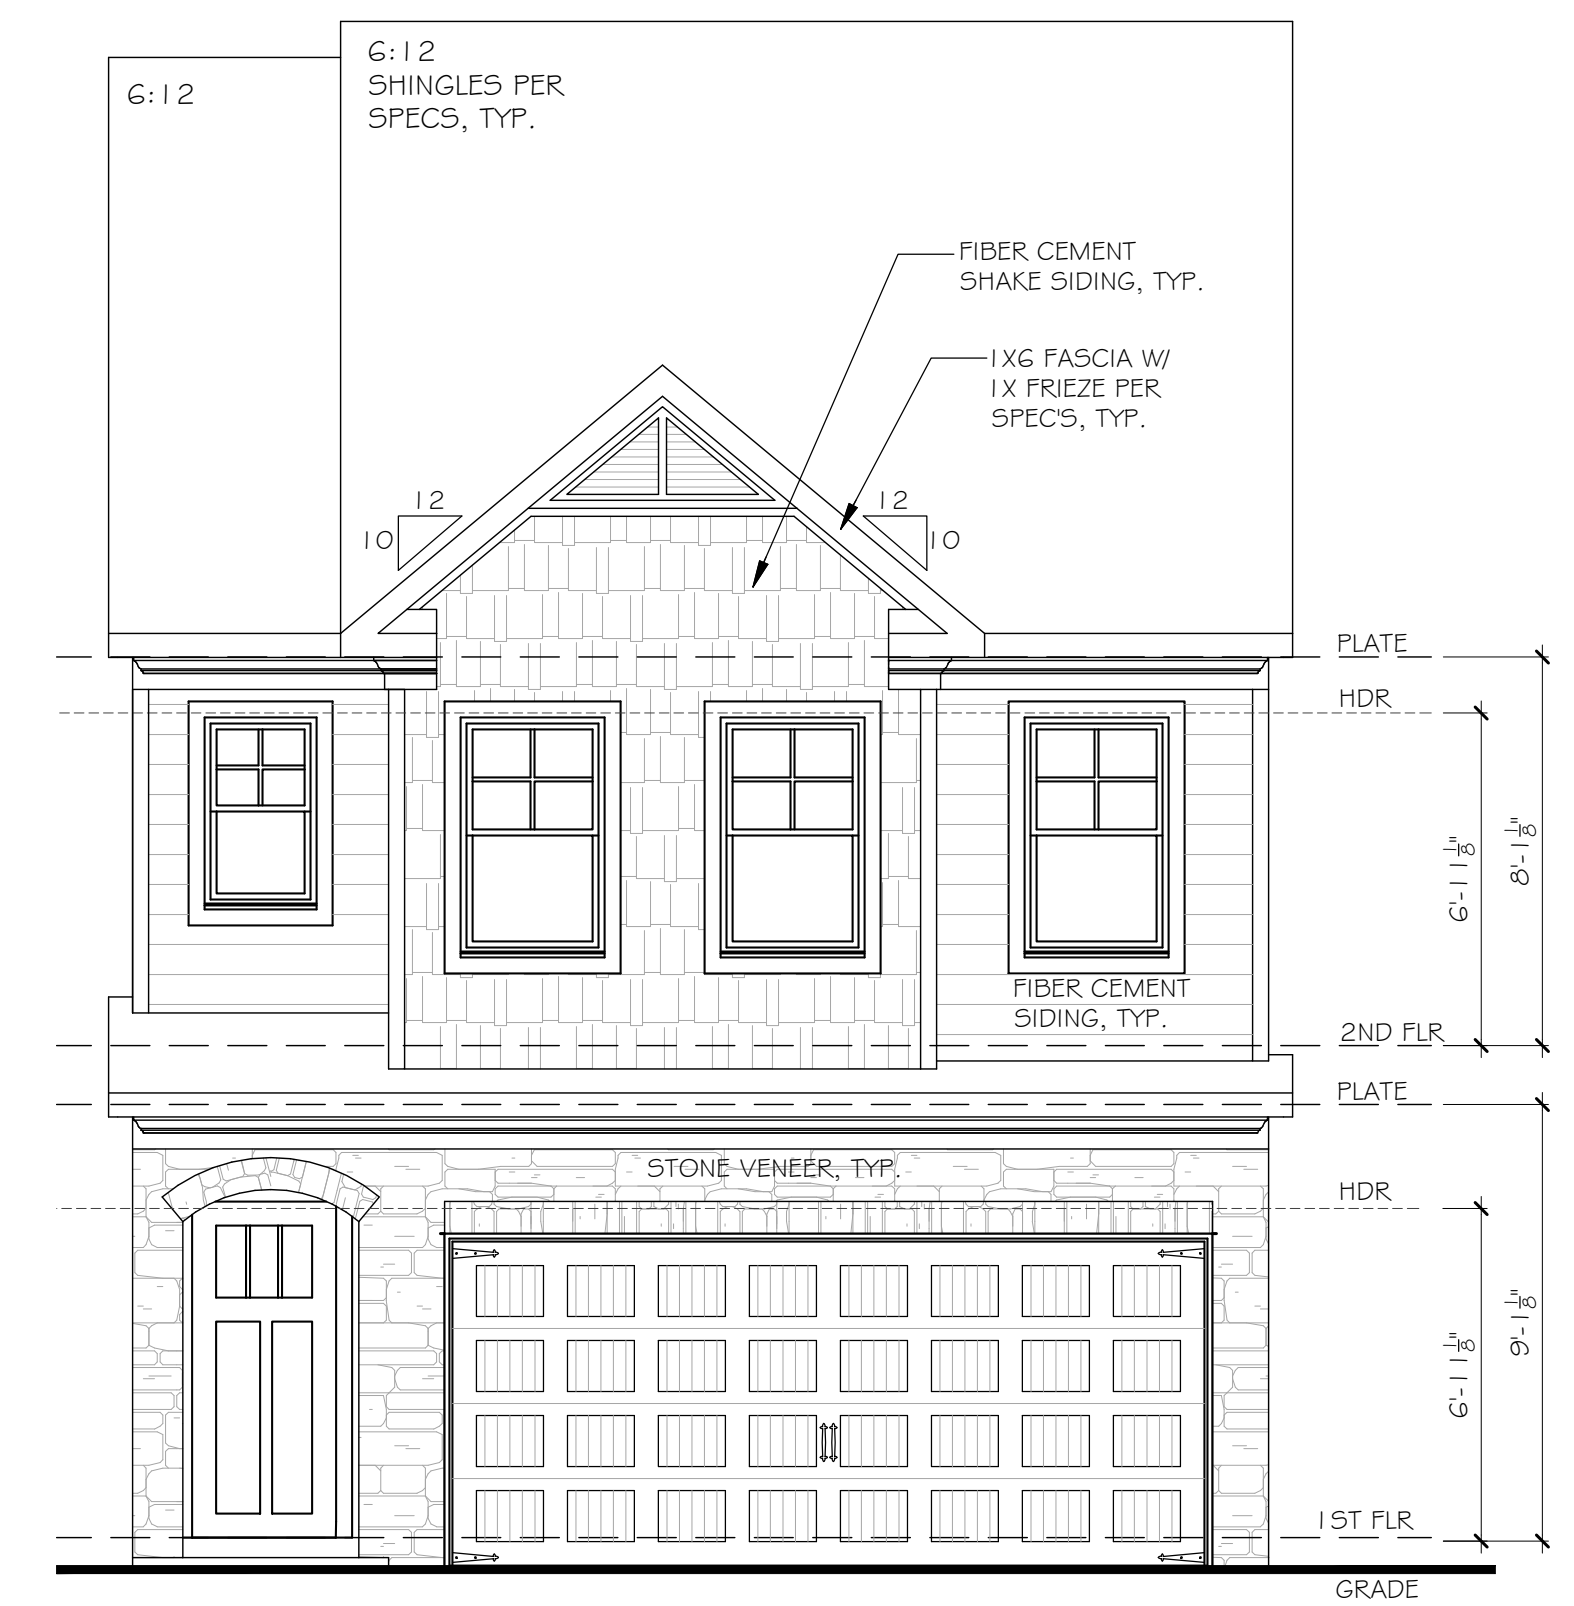 6:12
6:12
SHINGLES PER
SPECS, TYP.
FIBER CEMENT
SHAKE SIDING, TYP.
1X6 FASCIA W/
1X FRIEZE PER
SPEC'S, TYP.
12
10
12
10
PLATE
HDR
6'-11 1/8"
8'-1 1/8"
FIBER CEMENT
SIDING, TYP.
2ND FLR
PLATE
STONE VENEER, TYP.
HDR
6'-11 1/8"
9'-1 1/8"
1ST FLR
GRADE